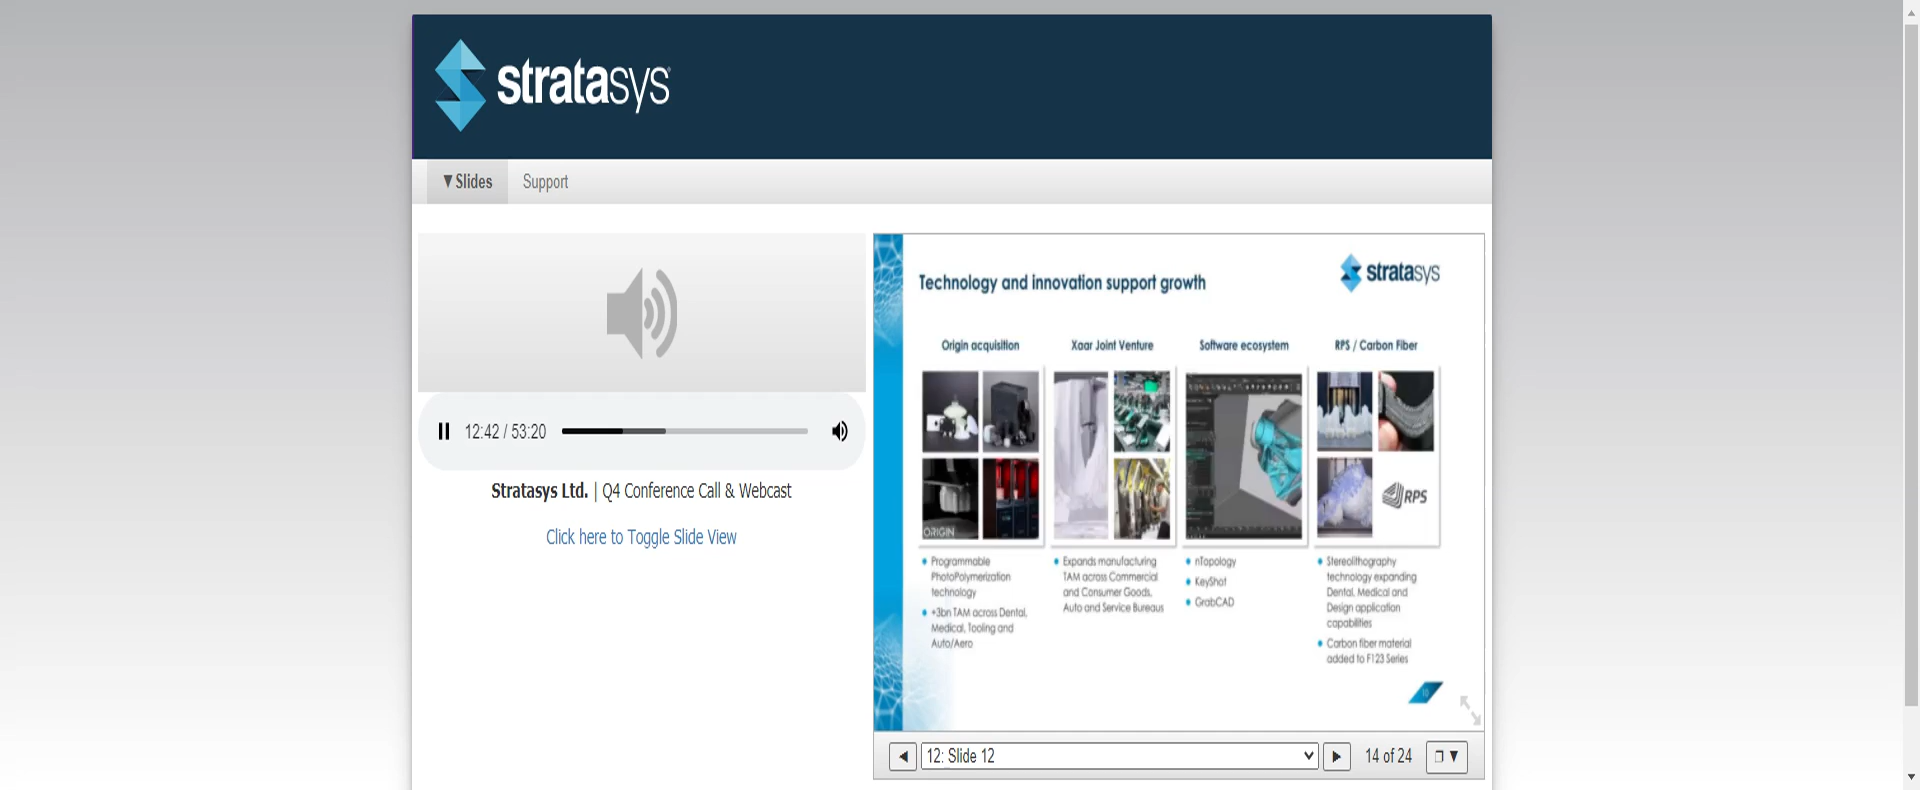 stratasys
▼ Slides
Support
12:42 / 53:20
Stratasys Ltd. | Q4 Conference Call & Webcast
Click here to Toggle Slide View
stratasys
Technology and innovation support growth
Origin acquisition
ORIGIN
• Programmable
PhotoPolymerization
technology
• +3bn TAM across Dental,
Medical, Tooling and
Auto/Aero
Xaar Joint Venture
• Expands manufacturing
TAM across Commercial
and Consumer Goods,
Auto and Service Bureaus
Software ecosystem
• nTopology
• KeyShot
• GrabCAD
RPS / Carbon Fiber
RPS
• Stereolithography
technology expanding
Dental, Medical and
Design application
capabilities
• Carbon fiber material
added to F123 Series
12: Slide 12
14 of 24